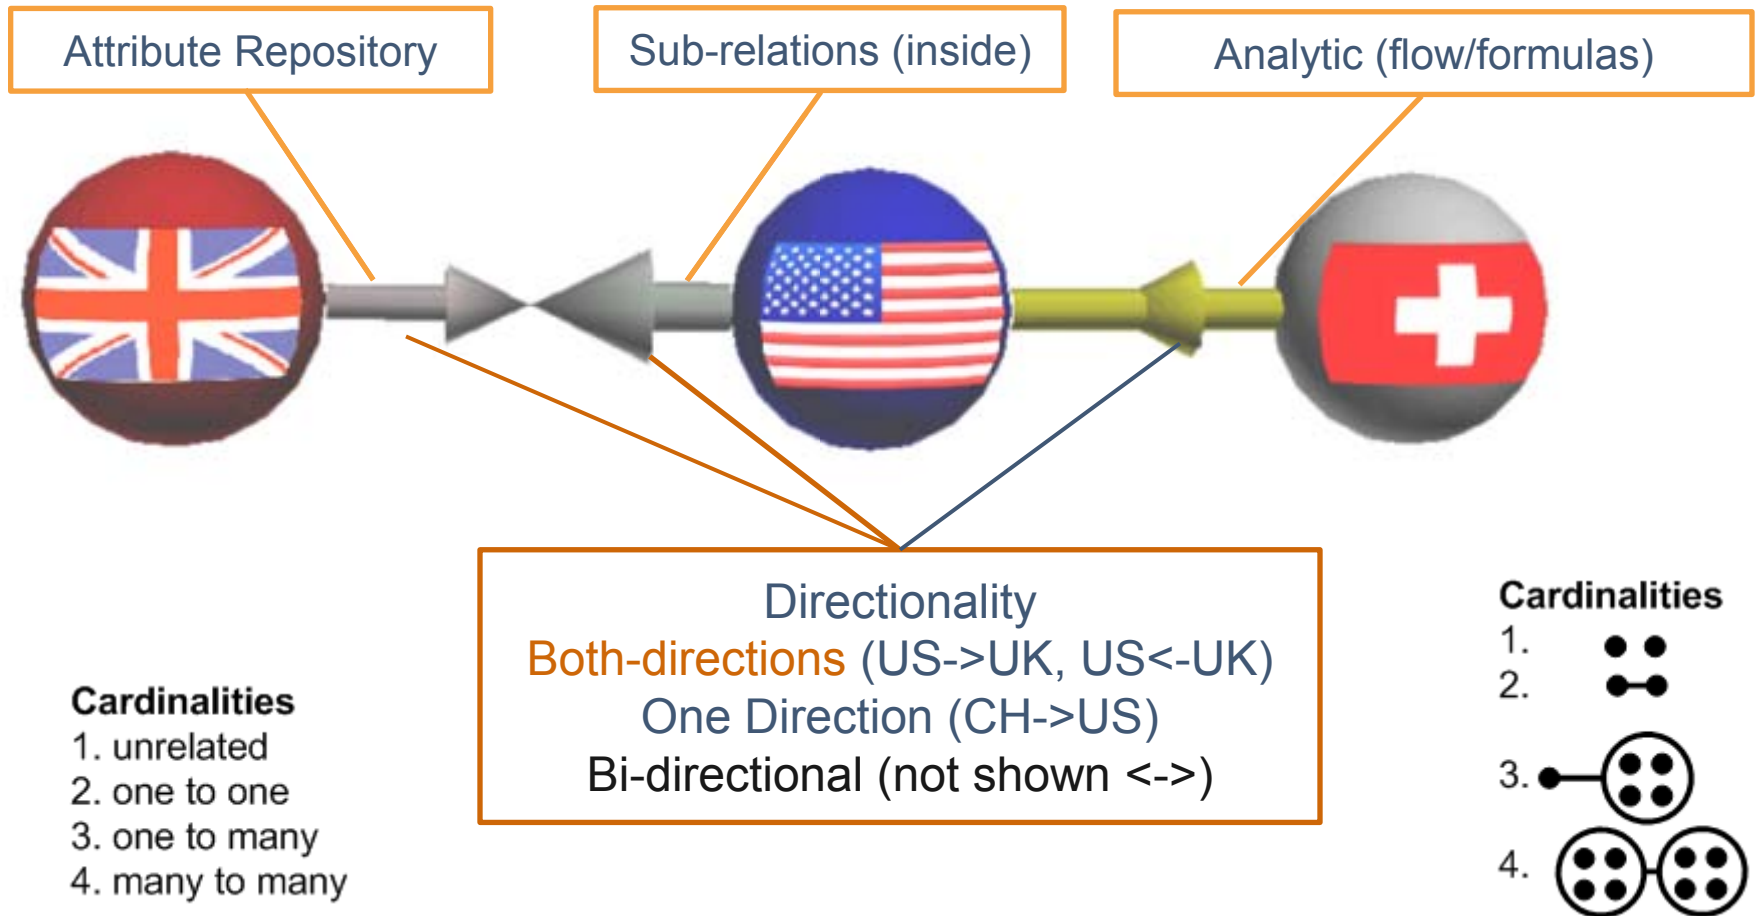 Attribute Repository
Sub-relations (inside)
Analytic (flow/formulas)
Directionality
Both-directions (US->UK, US<-UK)
One Direction (CH->US)
Bi-directional (not shown <->)
Cardinalities
1. unrelated
2. one to one
3. one to many
4. many to many
Cardinalities
1.
2.
3.
4.